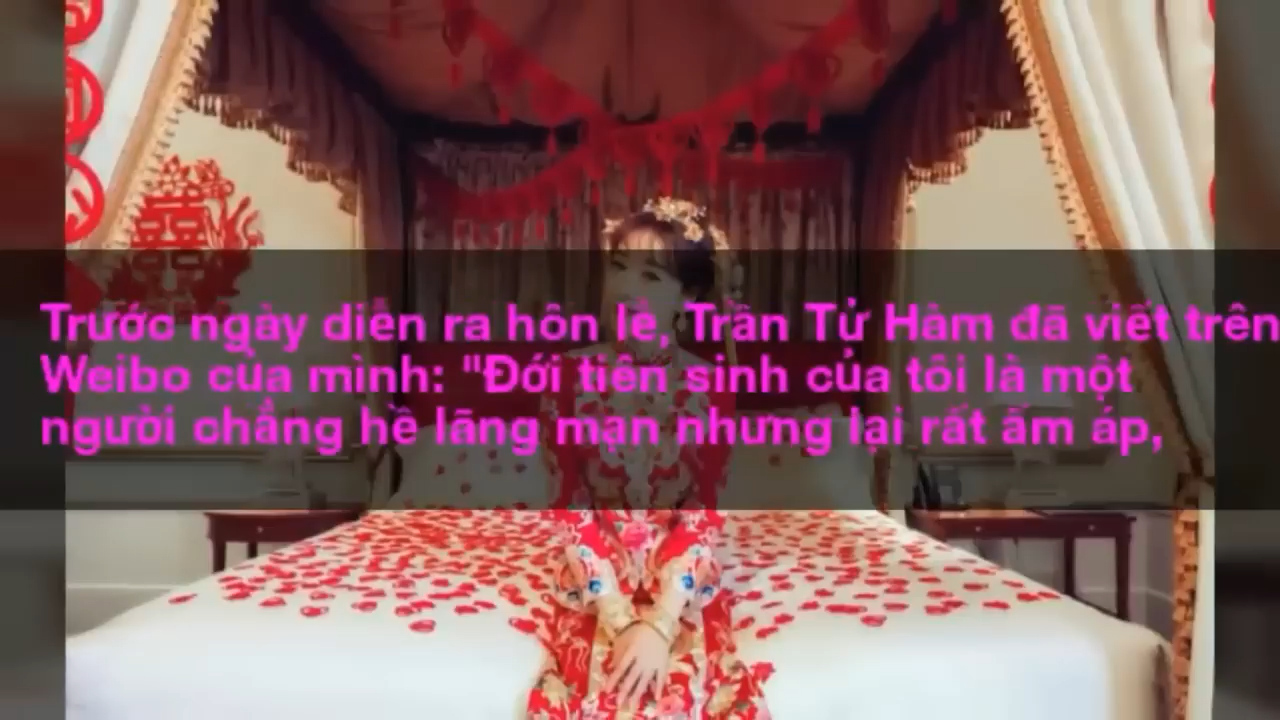 Trước ngày diễn ra hôn lễ, Trần Tử Hàm đã viết trên
Weibo của mình: "Đới tiên sinh của tôi là một
người chẳng hề lãng mạn nhưng lại rất ấm áp,
囍